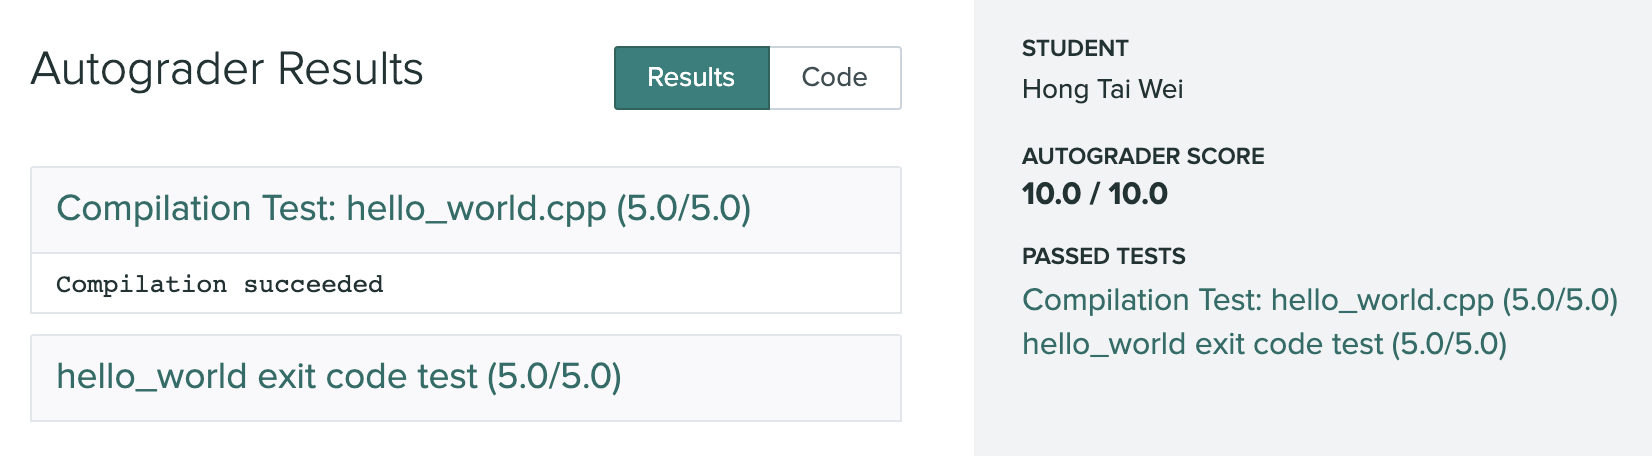 Autograder Results
Results
Code
Compilation Test: hello_world.cpp (5.0/5.0)
Compilation succeeded
hello_world exit code test (5.0/5.0)
STUDENT
Hong Tai Wei
AUTOGRADER SCORE
10.0 / 10.0
PASSED TESTS
Compilation Test: hello_world.cpp (5.0/5.0)
hello_world exit code test (5.0/5.0)